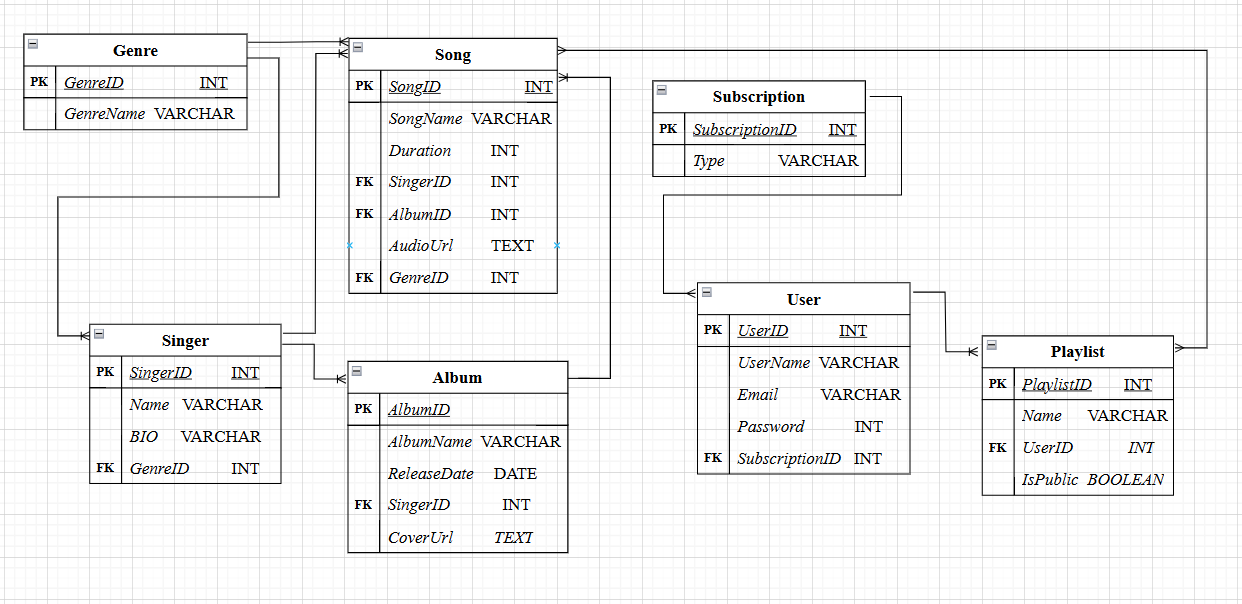 Genre
PK GenreID INT
GenreName VARCHAR
Song
PK SongID INT
SongName VARCHAR
Duration INT
FK SingerID INT
FK AlbumID INT
AudioUrl TEXT
FK GenreID INT
Subscription
PK SubscriptionID INT
Type VARCHAR
Singer
PK SingerID INT
Name VARCHAR
BIO VARCHAR
FK GenreID INT
Album
PK AlbumID
AlbumName VARCHAR
ReleaseDate DATE
FK SingerID INT
CoverUrl TEXT
User
PK UserID INT
UserName VARCHAR
Email VARCHAR
Password INT
FK SubscriptionID INT
Playlist
PK PlaylistID INT
Name VARCHAR
FK UserID INT
IsPublic BOOLEAN